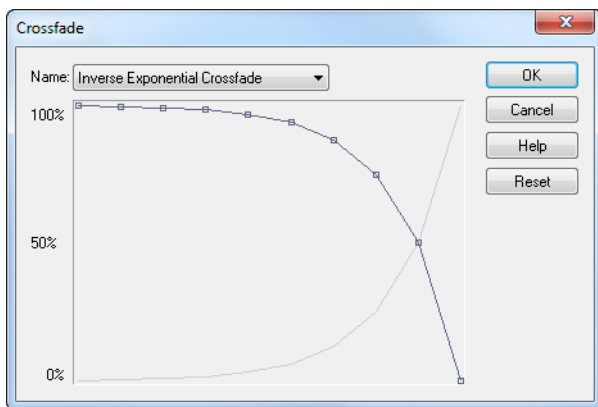 Crossfade
Name: Inverse Exponential Crossfade
OK
100%
Cancel
Help
Reset
50%
0%